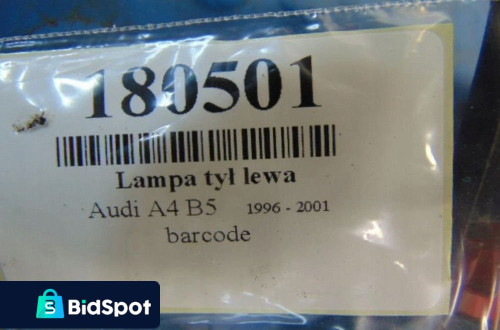 180501
Lampa tył lewa
Audi A4 B5 1996 - 2001
barcode
BidSpot